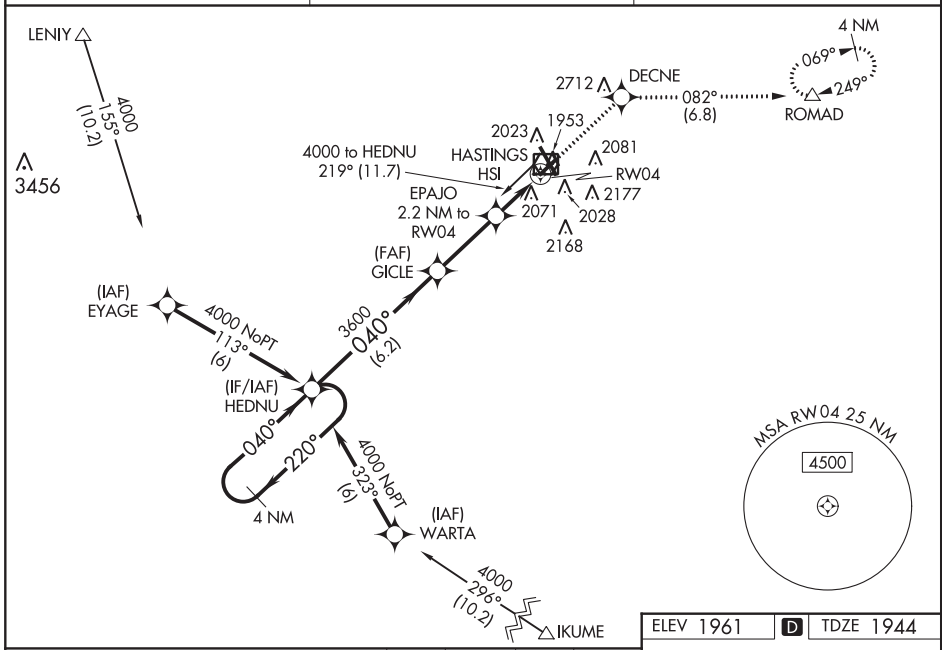 LENIY
4000
155°
(10.2)
3456
4 NM
069°
249°
ROMAD
DECNE
2712
082°
(6.8)
2023
1953
4000 to HEDNU
219° (11.7)
HASTINGS
HSI
2081
RW04
2177
2028
2071
2168
EPAJO
2.2 NM to
RW04
(FAF)
GICLE
(IAF)
EYAGE
4000 NoPT
113°
(6)
3600
040°
(6.2)
(IF/IAF)
HEDNU
040°
220°
4 NM
4000 NoPT
323°
(6)
(IAF)
WARTA
4000
296°
(10.2)
IKUME
MSA RW04 25 NM
4500
ELEV 1961 D TDZE 1944